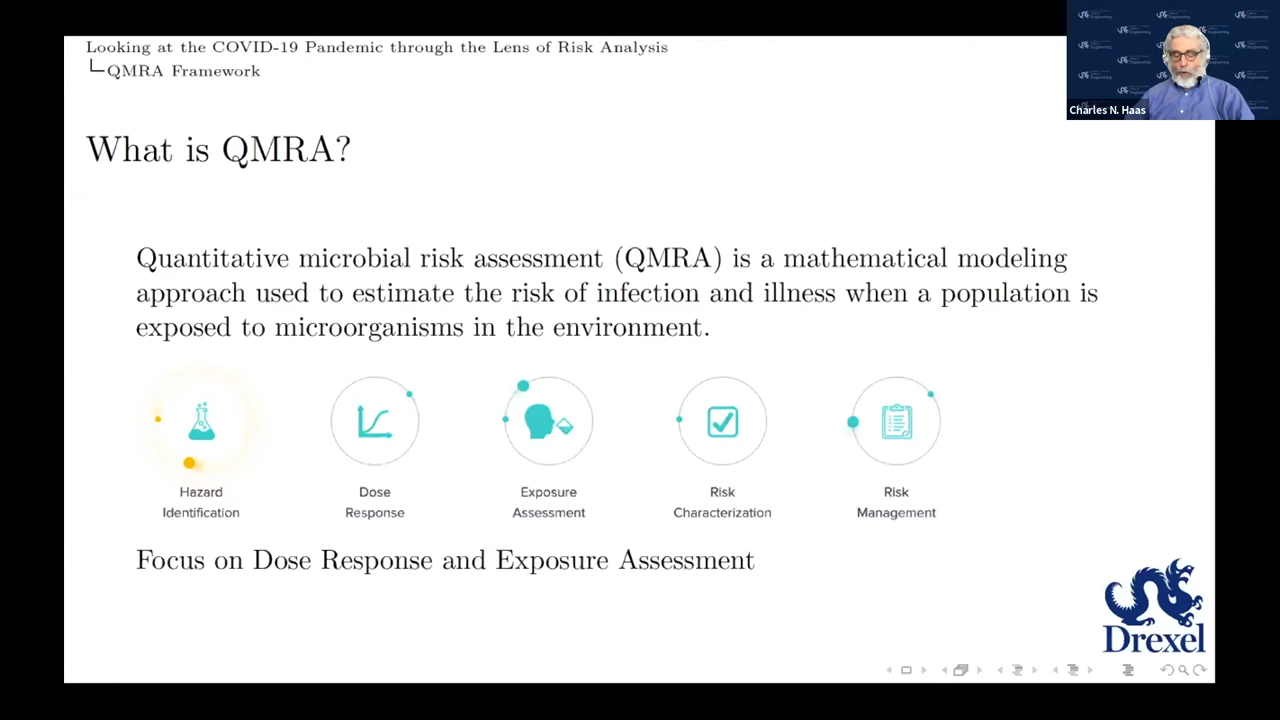 Looking at the COVID-19 Pandemic through the Lens of Risk Analysis
QMRA Framework
Charles N. Haas
What is QMRA?
Quantitative microbial risk assessment (QMRA) is a mathematical modeling
approach used to estimate the risk of infection and illness when a population is
exposed to microorganisms in the environment.
Hazard
Identification
Dose
Response
Exposure
Assessment
Risk
Characterization
Risk
Management
Focus on Dose Response and Exposure Assessment
Drexel